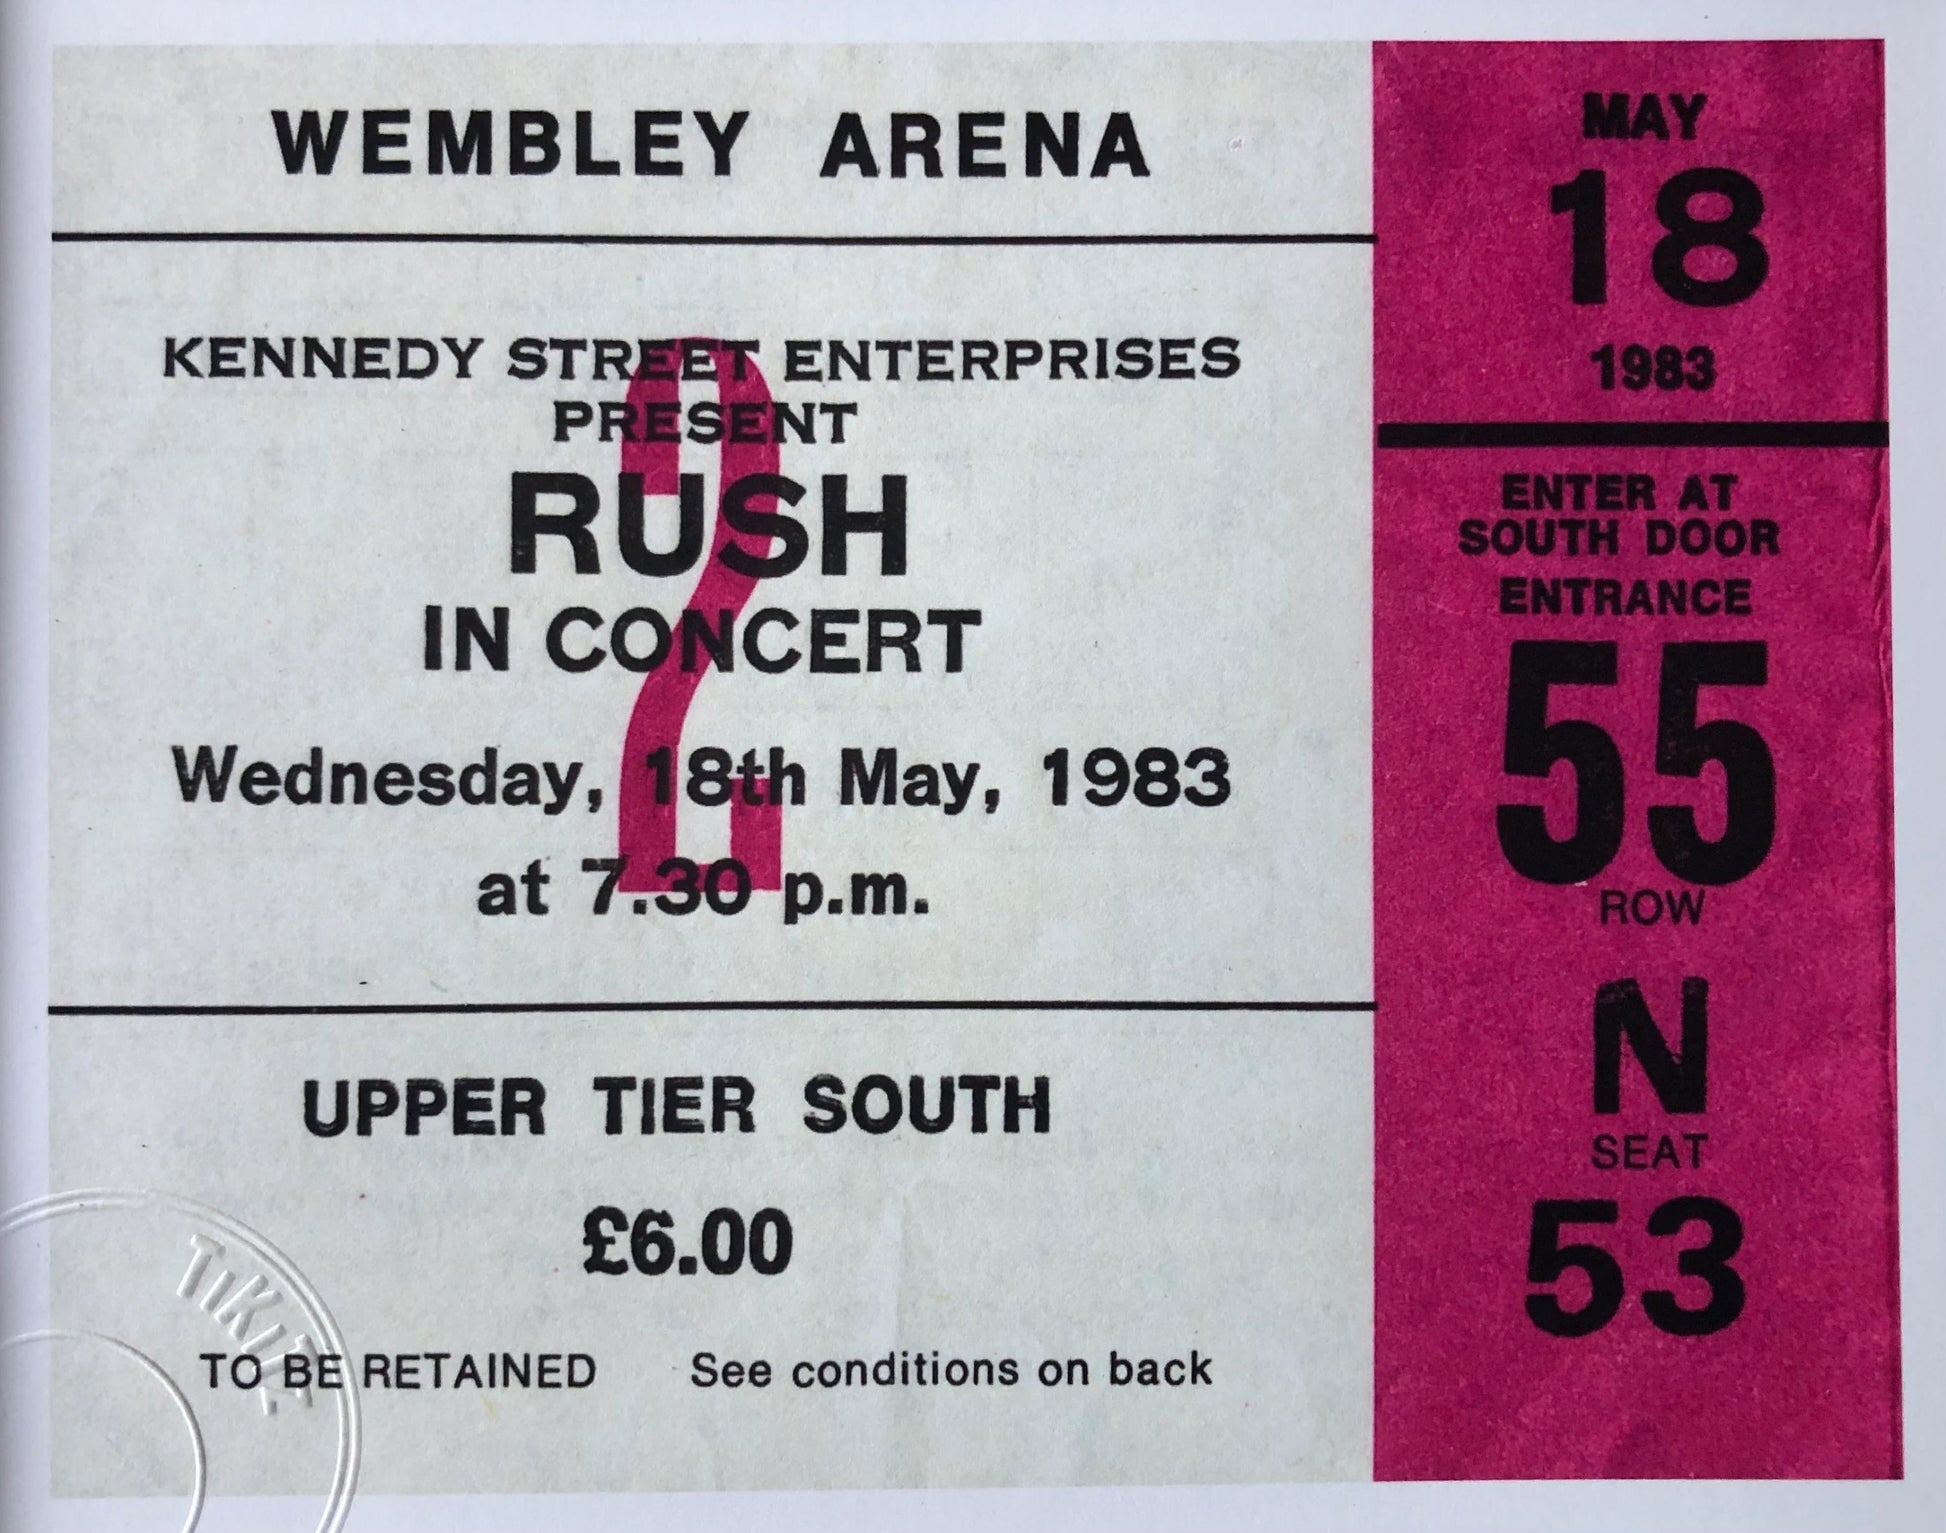 WEMBLEY ARENA
KENNEDY STREET ENTERPRISES
PRESENT
RUSH
IN CONCERT
Wednesday, 18th May, 1983
at 7.30 p.m.
2
UPPER TIER SOUTH
£6.00
TO BE RETAINED See conditions on back
TIKITS
MAY
18
1983
ENTER AT
SOUTH DOOR
ENTRANCE
55
ROW
N
SEAT
53